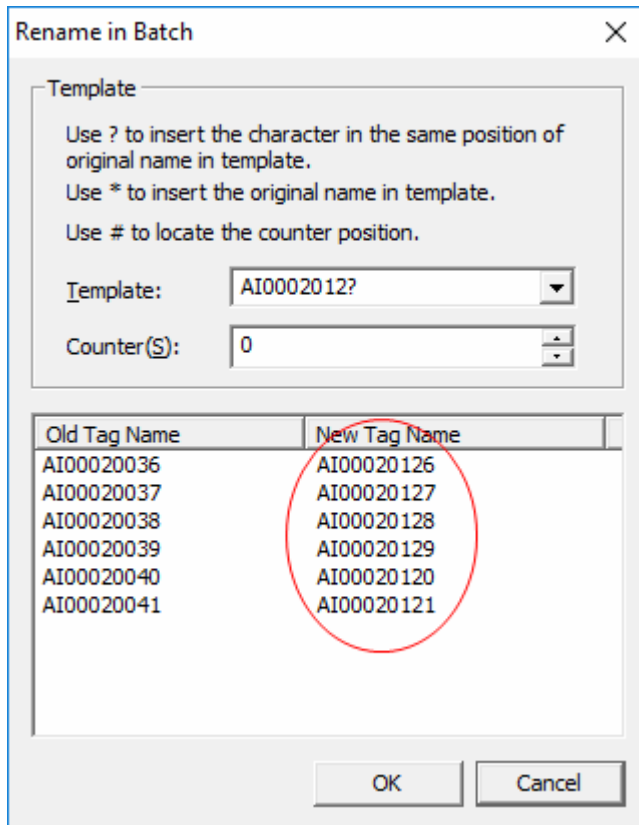 Rename in Batch
Template
Use ? to insert the character in the same position of
original name in template.
Use * to insert the original name in template.
Use # to locate the counter position.
Template: AI0002012?
Counter(S): 0
Old Tag Name New Tag Name
AI00020036 AI00020126
AI00020037 AI00020127
AI00020038 AI00020128
AI00020039 AI00020129
AI00020040 AI00020120
AI00020041 AI00020121
OK Cancel